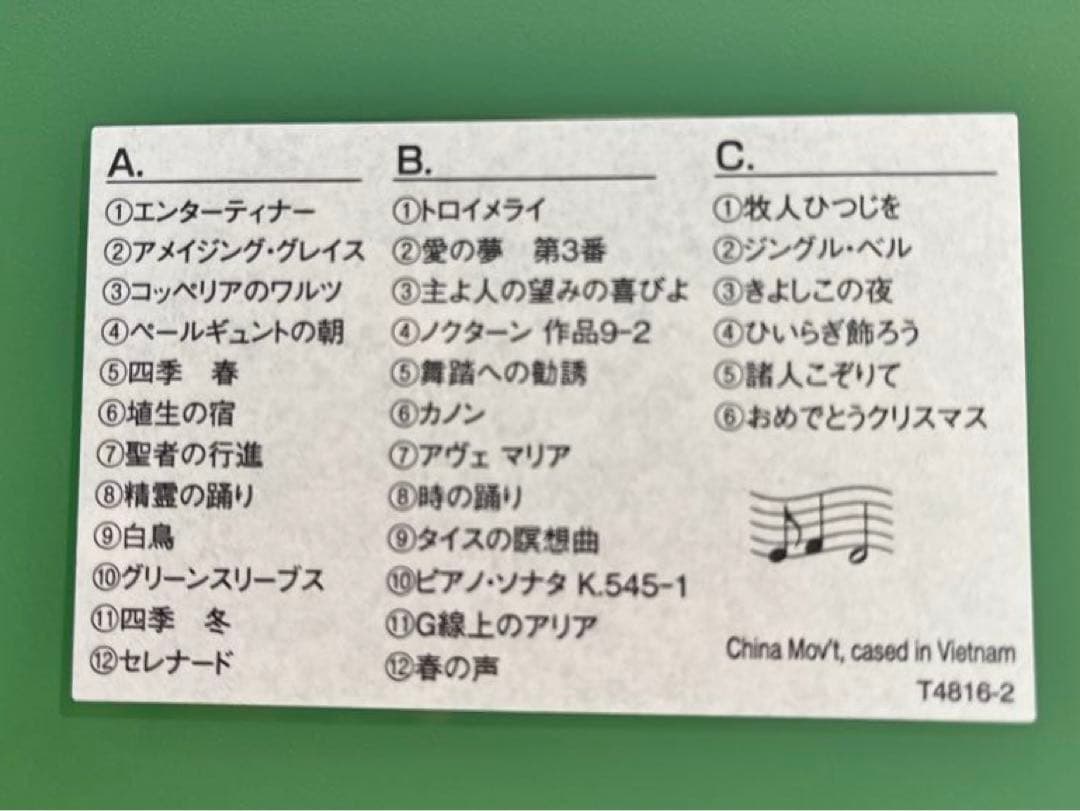 A.
①エンターティナー
②アメイジング・グレイス
③コッペリアのワルツ
④ペールギュントの朝
⑤四季　春
⑥埴生の宿
⑦聖者の行進
⑧精霊の踊り
⑨白鳥
⑩グリーンスリーブス
⑪四季　冬
⑫セレナード
B.
①トロイメライ
②愛の夢　第3番
③主よ人の望みの喜びよ
④ノクターン 作品9-2
⑤舞踏への勧誘
⑥カノン
⑦アヴェ マリア
⑧時の踊り
⑨タイスの瞑想曲
⑩ピアノ・ソナタ K.545-1
⑪G線上のアリア
⑫春の声
C.
①牧人ひつじを
②ジングル・ベル
③きよしこの夜
④ひいらぎ飾ろう
⑤諸人こぞりて
⑥おめでとうクリスマス
China Mov't, cased in Vietnam
T4816-2